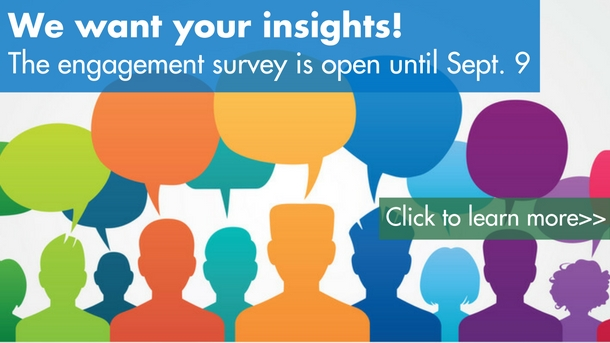 We want your insights!
The engagement survey is open until Sept. 9
Click to learn more>>